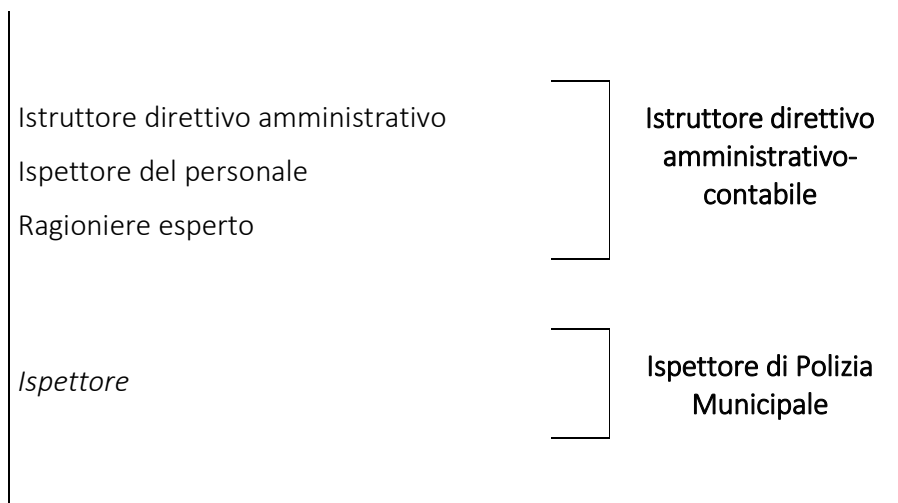 Istruttore direttivo amministrativo
Ispettore del personale
Ragioniere esperto
Istruttore direttivo
amministrativo-
contabile
Ispettore
Ispettore di Polizia
Municipale